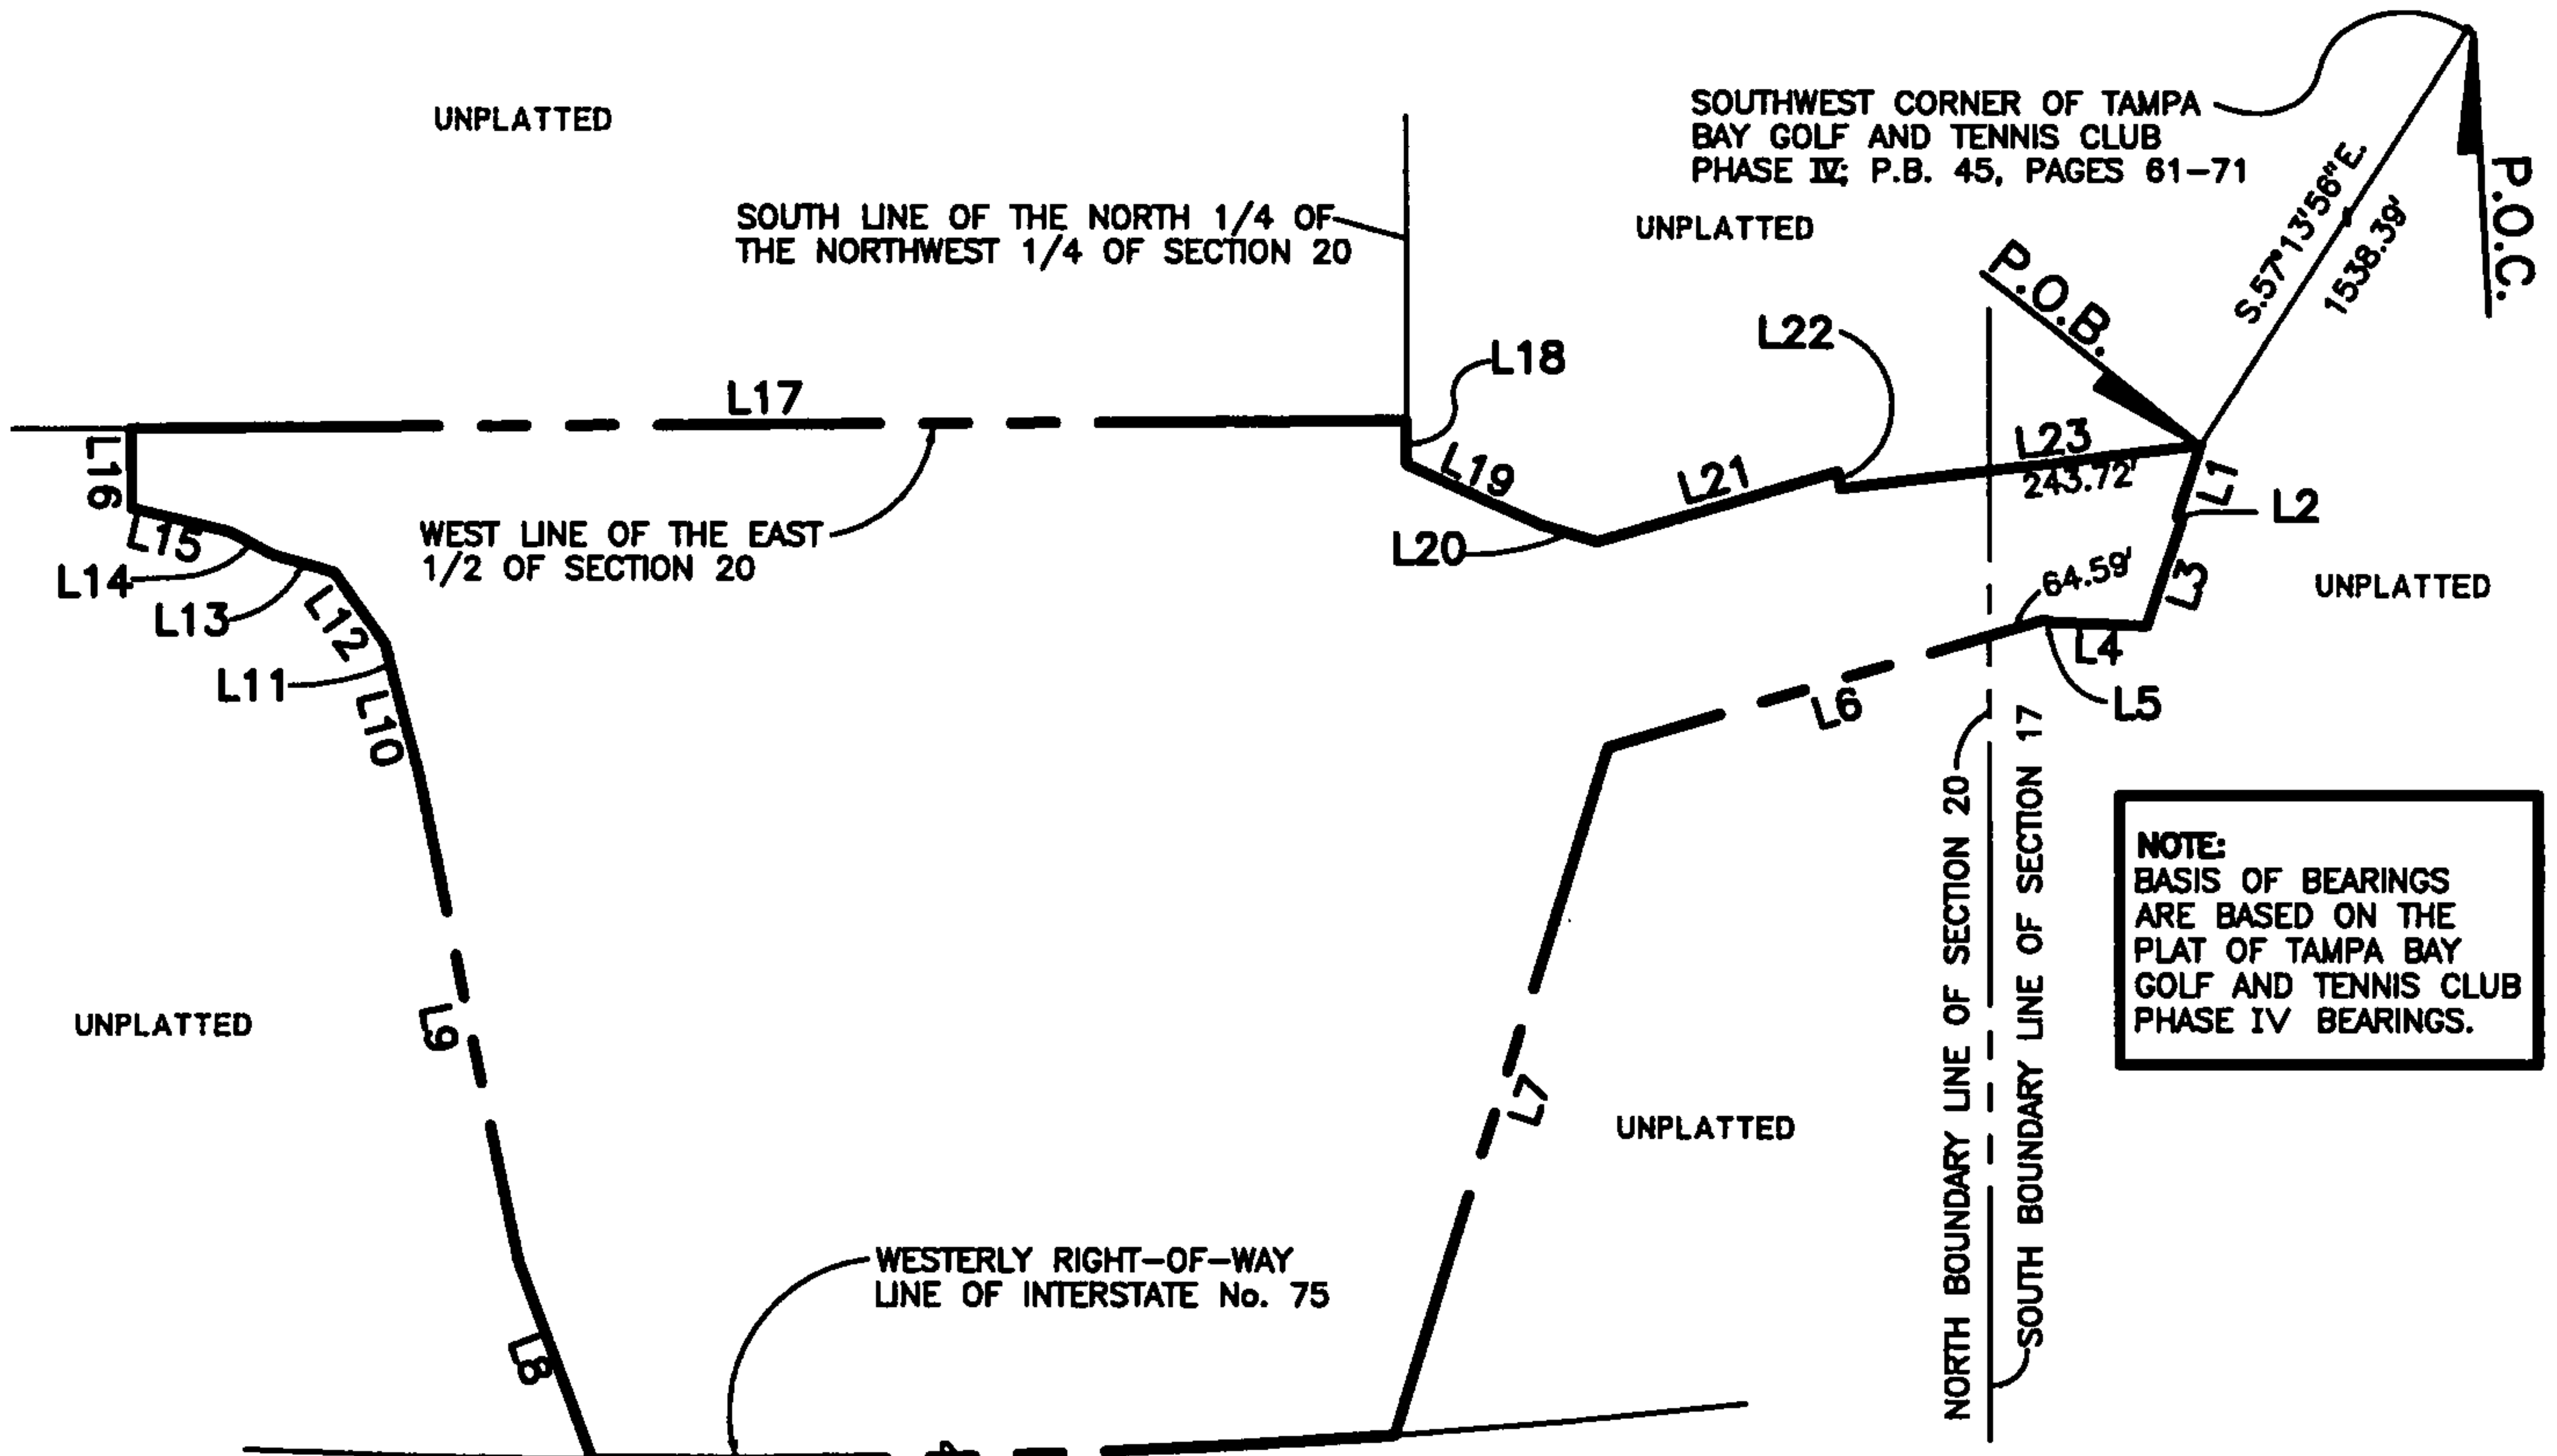 UNPLATTED
SOUTHWEST CORNER OF TAMPA
BAY GOLF AND TENNIS CLUB
PHASE IV; P.B. 45, PAGES 61-71
P.O.C.
S.57°13'56"E.
1538.39'
SOUTH LINE OF THE NORTH 1/4 OF
THE NORTHWEST 1/4 OF SECTION 20
UNPLATTED
P.O.B.
L22
L18
L17
L23
243.72'
L1
L2
L16
L19
L21
L15
WEST LINE OF THE EAST
1/2 OF SECTION 20
L20
L14
L13
L12
64.59'
L3
UNPLATTED
L4
L11
L10
L6
L5
NORTH BOUNDARY LINE OF SECTION 20
SOUTH BOUNDARY LINE OF SECTION 17
NOTE:
BASIS OF BEARINGS
ARE BASED ON THE
PLAT OF TAMPA BAY
GOLF AND TENNIS CLUB
PHASE IV BEARINGS.
UNPLATTED
L9
L7
UNPLATTED
WESTERLY RIGHT-OF-WAY
LINE OF INTERSTATE No. 75
L8